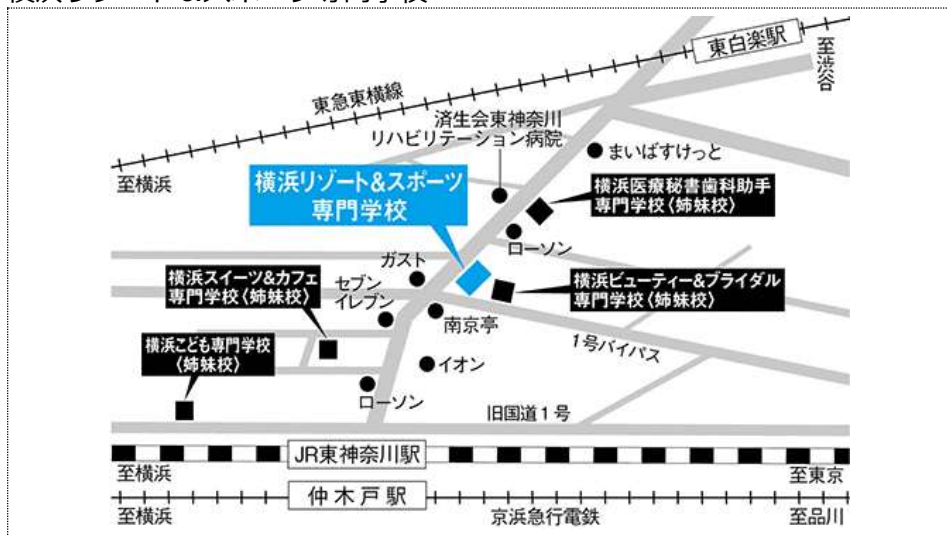 東白楽駅
至渋谷
東急東横線
至横浜
済生会東神奈川
リハビリテーション病院
まいばすけっと
横浜リゾート&スポーツ
専門学校
横浜医療秘書歯科助手
専門学校〈姉妹校〉
ローソン
ガスト
横浜スイーツ&カフェ
専門学校〈姉妹校〉
セブン
イレブン
横浜ビューティー&ブライダル
専門学校〈姉妹校〉
南京亭
1号バイパス
横浜こども専門学校
〈姉妹校〉
イオン
ローソン
旧国道1号
JR東神奈川駅
至横浜
至東京
仲木戸駅
至横浜
京浜急行電鉄
至品川